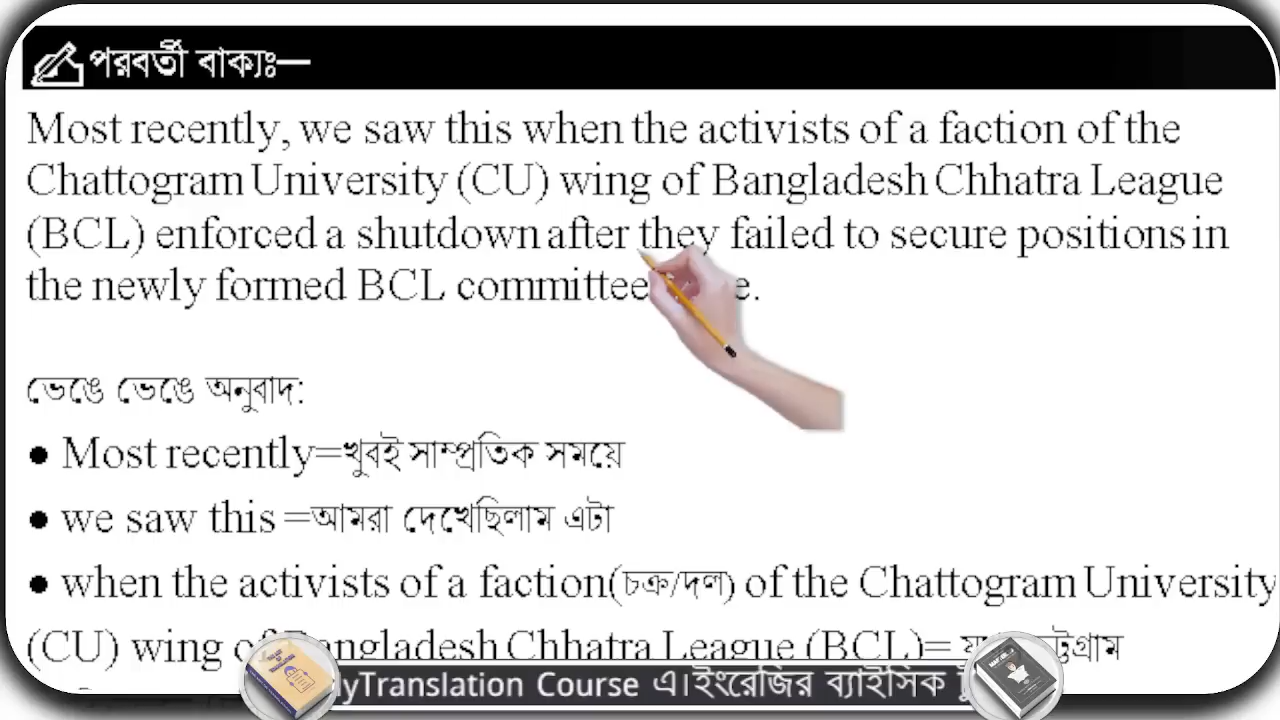 পরবর্তী বাক্যঃ—
Most recently, we saw this when the activists of a faction of the
Chattogram University (CU) wing of Bangladesh Chhatra League
(BCL) enforced a shutdown after they failed to secure positions in
the newly formed BCL committee
ভেঙে ভেঙে অনুবাদ:
● Most recently=খুবই সাম্প্রতিক সময়ে
● we saw this =আমরা দেখেছিলাম এটা
● when the activists of a faction(চক্র/দল) of the Chattogram University
(CU) wing of Bangladesh Chhatra League (BCL)=
Translation Course এ।ইংরেজির ব্যাইসিক